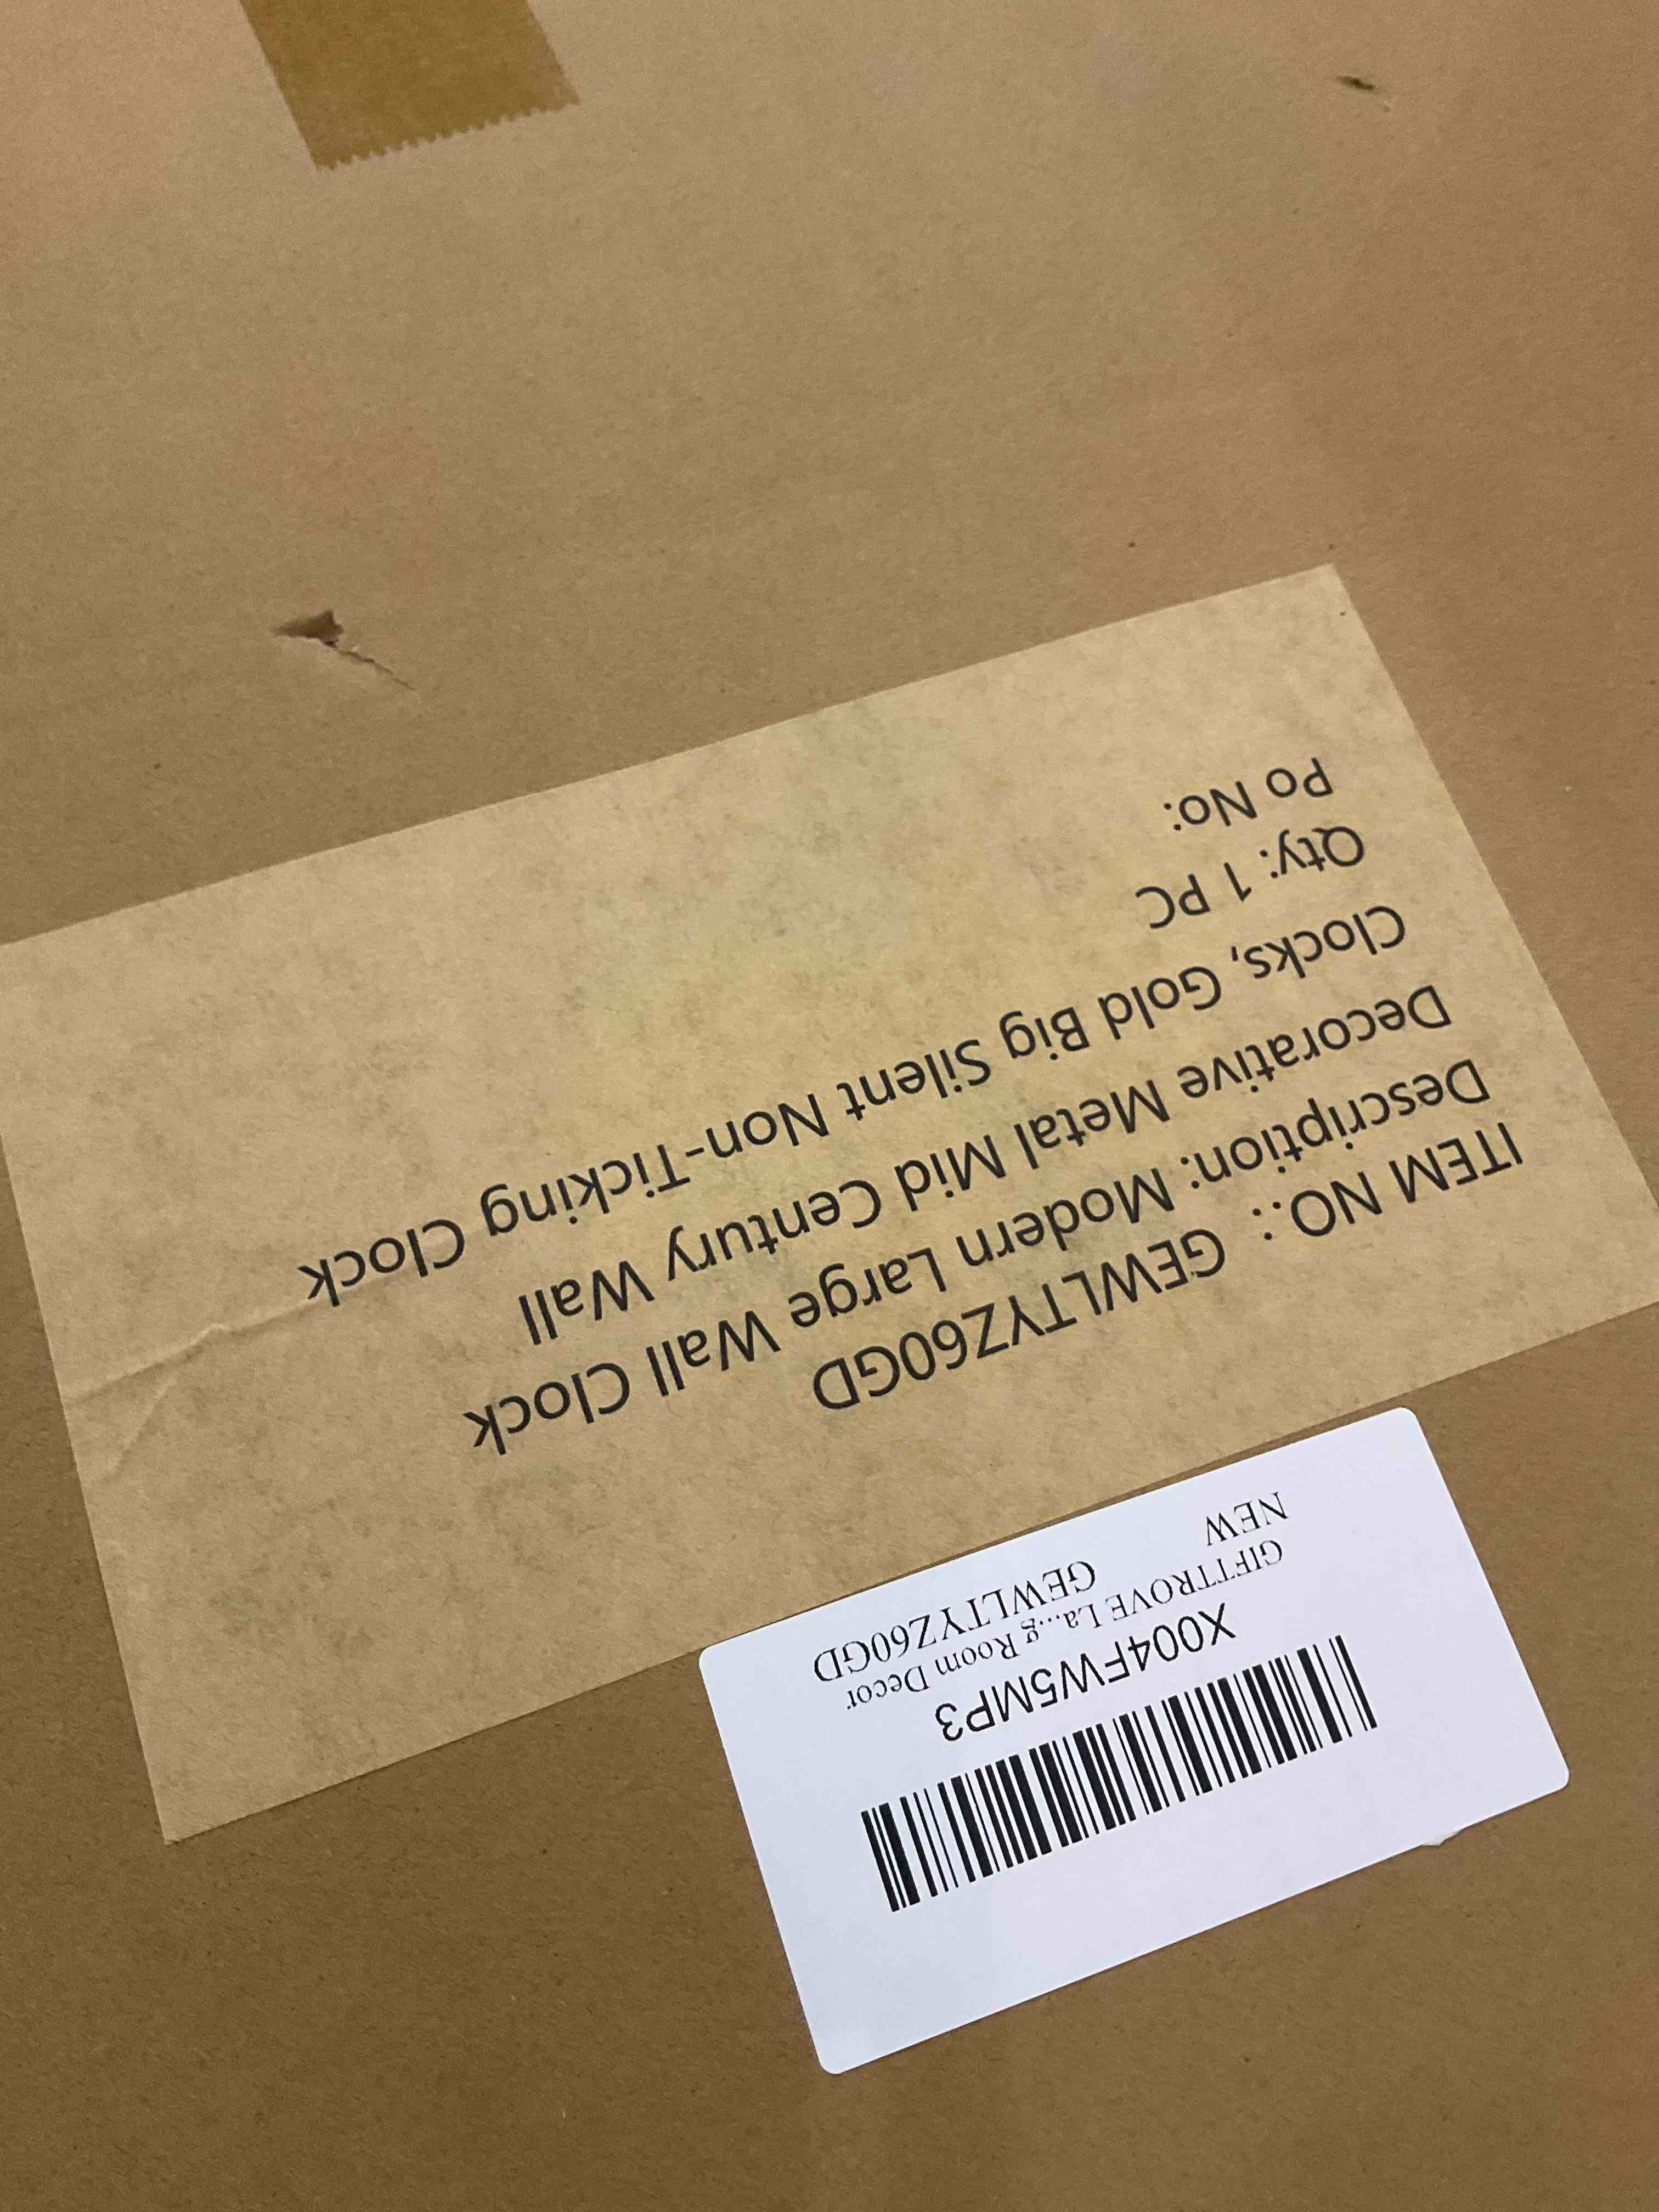 X004FW5MP3
GIFTTROVE La...g Room Decor
NEW
GEWLTYZ60GD
ITEM NO.: GEWLTYZ60GD
Description: Modern Large Wall Clock
Decorative Metal Mid Century Wall
Clocks, Gold Big Silent Non-Ticking Clock
Qty: 1 PC
Po No: